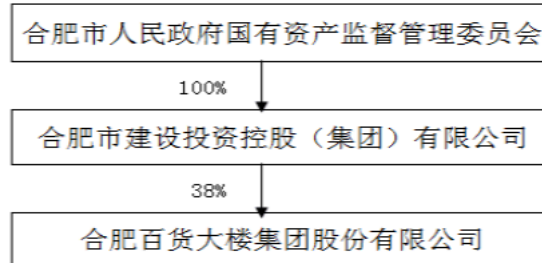 合肥市人民政府国有资产监督管理委员会
100%
合肥市建设投资控股（集团）有限公司
38%
合肥百货大楼集团股份有限公司